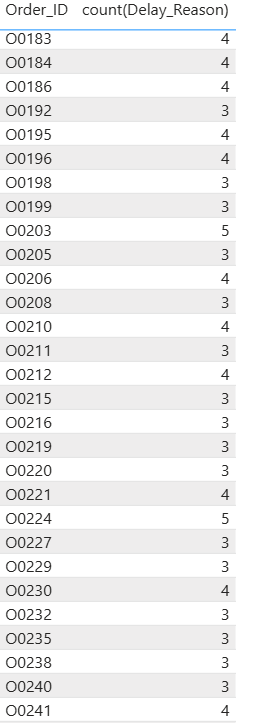 Order_ID count(Delay_Reason)
O0183 4
O0184 4
O0186 4
O0192 3
O0195 4
O0196 4
O0198 3
O0199 3
O0203 5
O0205 3
O0206 4
O0208 3
O0210 4
O0211 3
O0212 4
O0215 3
O0216 3
O0219 3
O0220 3
O0221 4
O0224 5
O0227 3
O0229 3
O0230 4
O0232 3
O0235 3
O0238 3
O0240 3
O0241 4